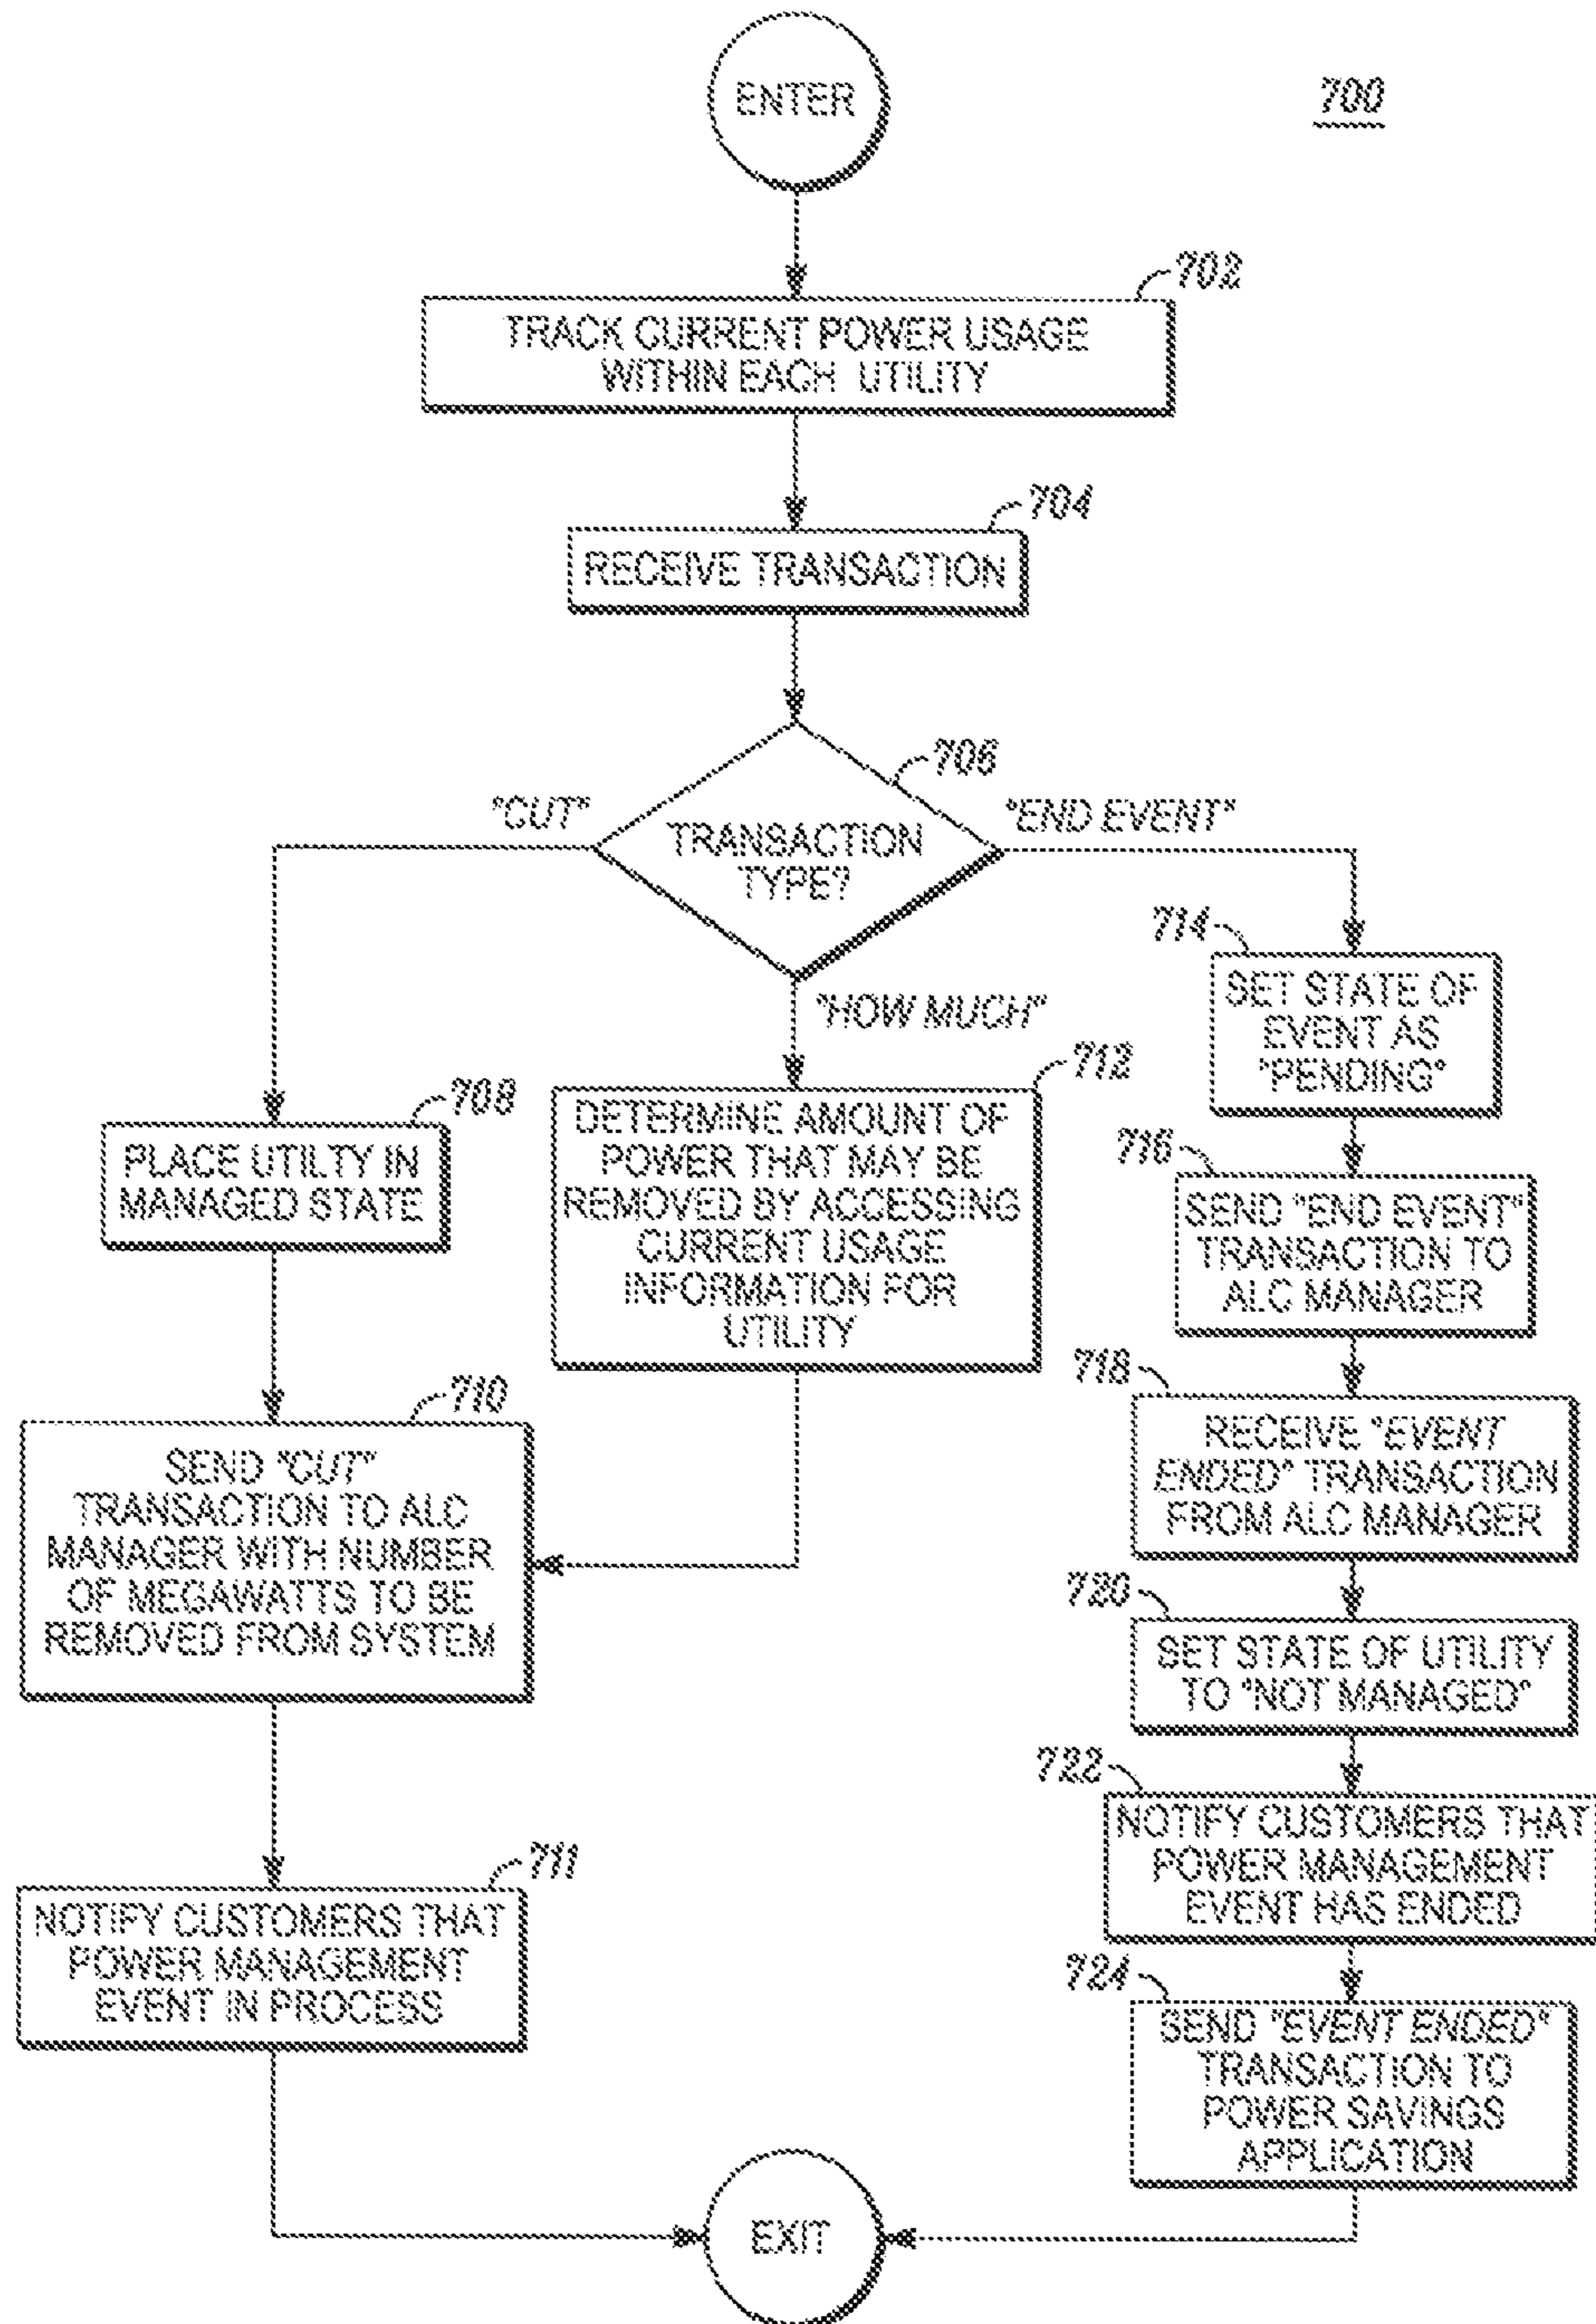 ENTER
700
702
TRACK CURRENT POWER USAGE
WITHIN EACH UTILITY
704
RECEIVE TRANSACTION
706
"CUT"
"END EVENT"
TRANSACTION
TYPE?
"HOW MUCH"
708
PLACE UTILTY IN
MANAGED STATE
712
DETERMINE AMOUNT OF
POWER THAT MAY BE
REMOVED BY ACCESSING
CURRENT USAGE
INFORMATION FOR
UTILITY
714
SET STATE OF
EVENT AS
"PENDING"
716
SEND "END EVENT"
TRANSACTION TO
ALC MANAGER
710
SEND "CUT"
TRANSACTION TO ALC
MANAGER WITH NUMBER
OF MEGAWATTS TO BE
REMOVED FROM SYSTEM
718
RECEIVE "EVENT
ENDED" TRANSACTION
FROM ALC MANAGER
720
SET STATE OF UTILITY
TO "NOT MANAGED"
722
NOTIFY CUSTOMERS THAT
POWER MANAGEMENT
EVENT HAS ENDED
711
NOTIFY CUSTOMERS THAT
POWER MANAGEMENT
EVENT IN PROCESS
724
SEND "EVENT ENDED"
TRANSACTION TO
POWER SAVINGS
APPLICATION
EXIT